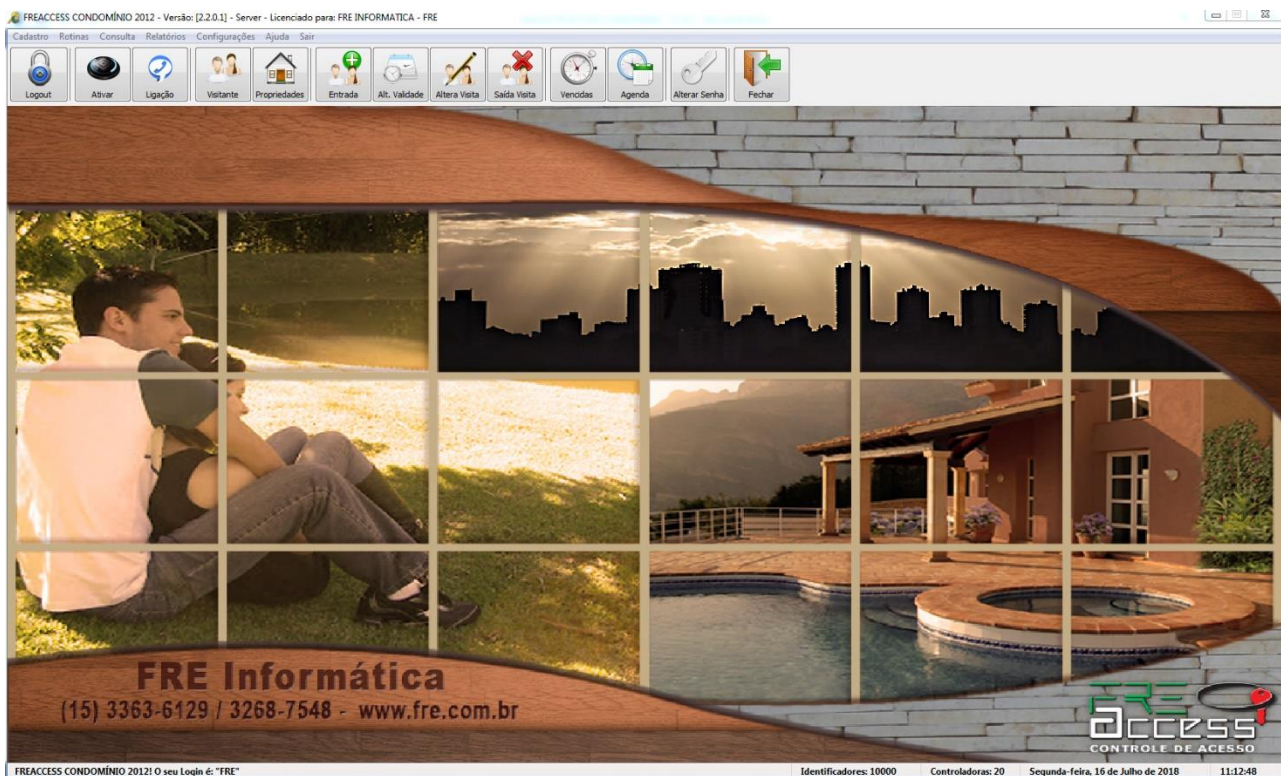 FREACCESS CONDOMÍNIO 2012 - Versão: [2.2.0.1] - Server - Licenciado para: FRE INFORMATICA - FRE
Cadastro Rotinas Consulta Relatórios Configurações Ajuda Sair
Logout Ativar Ligação Visitante Propriedades Entrada Alt. Validade Altera Visita Saída Visita Vencidas Agenda Alterar Senha Fechar
FRE Informática
(15) 3363-6129 / 3268-7548 - www.fre.com.br
FRE
access
CONTROLE DE ACESSO
FREACCESS CONDOMÍNIO 2012! O seu Login é: "FRE" Identificadores: 10000 Controladoras: 20 Segunda-feira, 16 de Julho de 2018 11:12:48